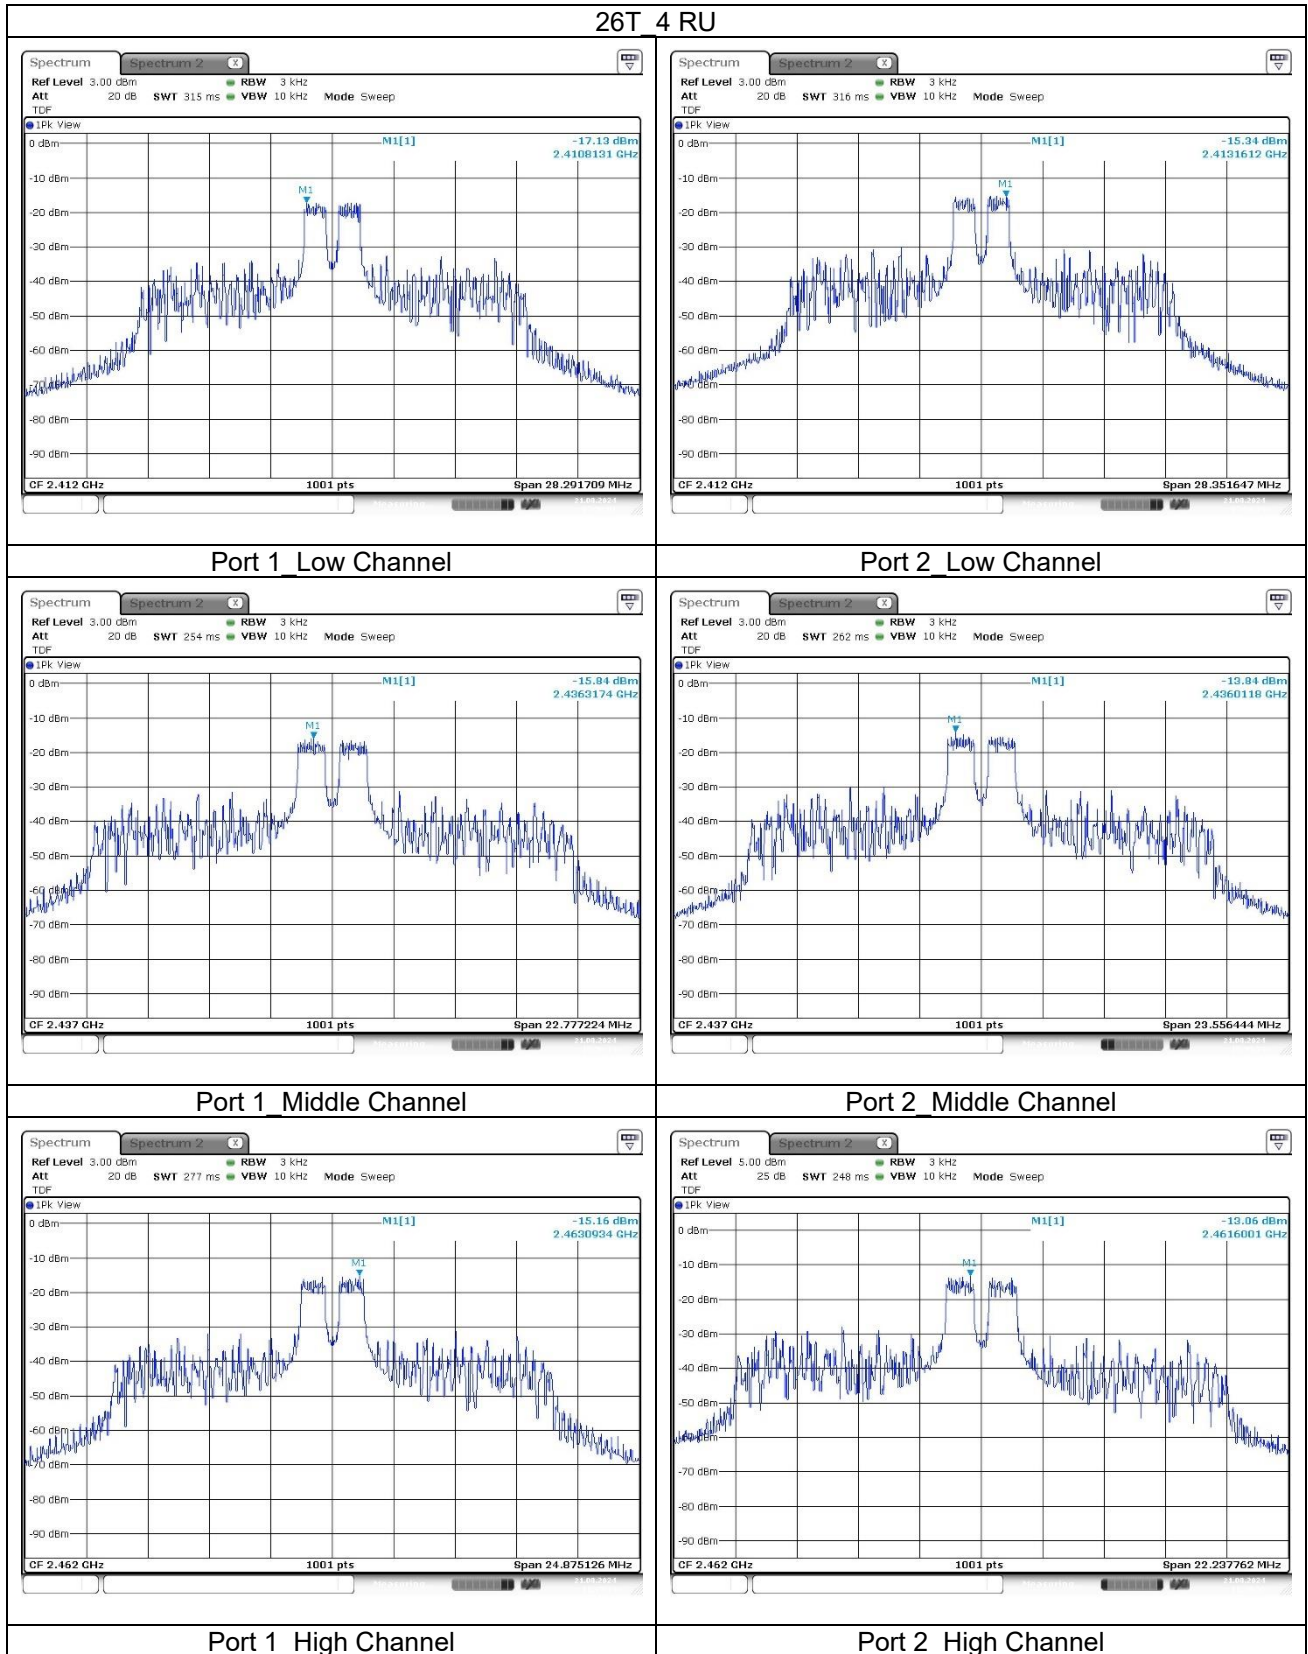 26T_4 RU
Spectrum Spectrum 2 X
Ref Level 3.00 dBm RBW 3 kHz
Att 20 dB SWT 315 ms VBW 10 kHz Mode Sweep
TDF
1Pk View
0 dBm M1[1] -17.13 dBm
2.4108131 GHz
-10 dBm
M1
-20 dBm
-30 dBm
-40 dBm
-50 dBm
-60 dBm
-80 dBm
-90 dBm
CF 2.412 GHz 1001 pts Span 28.291709 MHz
Spectrum Spectrum 2 X
Ref Level 3.00 dBm RBW 3 kHz
Att 20 dB SWT 316 ms VBW 10 kHz Mode Sweep
TDF
1Pk View
0 dBm M1[1] -15.34 dBm
2.4131612 GHz
-10 dBm
M1
-20 dBm
-30 dBm
-40 dBm
-50 dBm
-60 dBm
-80 dBm
-90 dBm
CF 2.412 GHz 1001 pts Span 28.351647 MHz
Port 1_Low Channel
Port 2_Low Channel
Spectrum Spectrum 2 X
Ref Level 3.00 dBm RBW 3 kHz
Att 20 dB SWT 254 ms VBW 10 kHz Mode Sweep
TDF
1Pk View
0 dBm M1[1] -15.84 dBm
2.4363174 GHz
-10 dBm
M1
-20 dBm
-30 dBm
-40 dBm
-50 dBm
-60 dBm
-70 dBm
-80 dBm
-90 dBm
CF 2.437 GHz 1001 pts Span 22.777224 MHz
Spectrum Spectrum 2 X
Ref Level 3.00 dBm RBW 3 kHz
Att 20 dB SWT 262 ms VBW 10 kHz Mode Sweep
TDF
1Pk View
0 dBm M1[1] -13.84 dBm
2.4360118 GHz
-10 dBm
M1
-20 dBm
-30 dBm
-40 dBm
-50 dBm
-60 dBm
-70 dBm
-80 dBm
-90 dBm
CF 2.437 GHz 1001 pts Span 23.556444 MHz
Port 1_Middle Channel
Port 2_Middle Channel
Spectrum Spectrum 2 X
Ref Level 3.00 dBm RBW 3 kHz
Att 20 dB SWT 277 ms VBW 10 kHz Mode Sweep
TDF
1Pk View
0 dBm M1[1] -15.16 dBm
2.4630934 GHz
-10 dBm
M1
-20 dBm
-30 dBm
-40 dBm
-50 dBm
-60 dBm
-70 dBm
-80 dBm
-90 dBm
CF 2.462 GHz 1001 pts Span 24.875126 MHz
Spectrum Spectrum 2 X
Ref Level 5.00 dBm RBW 3 kHz
Att 25 dB SWT 248 ms VBW 10 kHz Mode Sweep
TDF
1Pk View
0 dBm M1[1] -13.06 dBm
2.4616001 GHz
-10 dBm
M1
-20 dBm
-30 dBm
-40 dBm
-50 dBm
-70 dBm
-80 dBm
-90 dBm
CF 2.462 GHz 1001 pts Span 22.237762 MHz
Port 1_High Channel
Port 2_High Channel